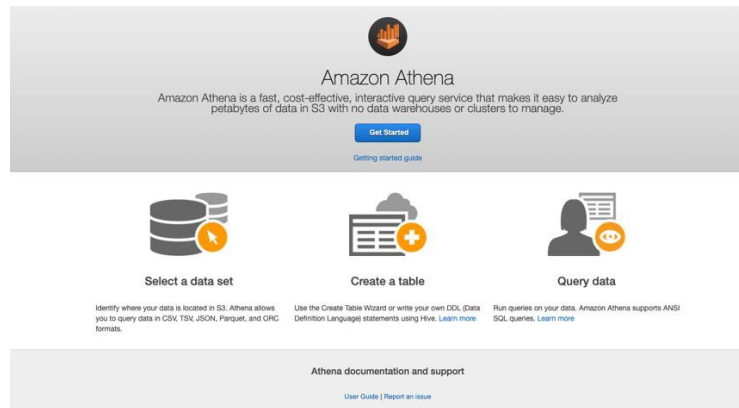 Amazon Athena
Amazon Athena is a fast, cost-effective, interactive query service that makes it easy to analyze
petabytes of data in S3 with no data warehouses or clusters to manage.
Get Started
Getting started guide
Select a data set
Identify where your data is located in S3. Athena allows
you to query data in CSV, TSV, JSON, Parquet, and ORC
formats.
Create a table
Use the Create Table Wizard or write your own DDL (Data
Definition Language) statements using Hive. Learn more
Query data
Run queries on your data. Amazon Athena supports ANSI
SQL queries. Learn more
Athena documentation and support
User Guide | Report an issue